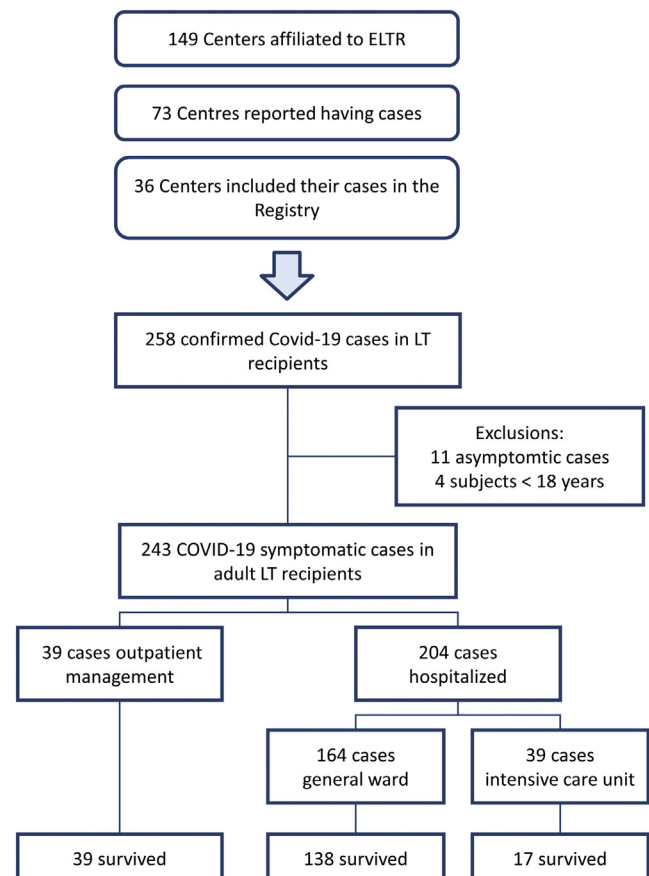 149 Centers affiliated to ELTR
73 Centres reported having cases
36 Centers included their cases in the
Registry
258 confirmed Covid-19 cases in LT
recipients
Exclusions:
11 asymptomtic cases
4 subjects < 18 years
243 COVID-19 symptomatic cases in
adult LT recipients
39 cases outpatient
management
204 cases
hospitalized
164 cases
general ward
39 cases
intensive care unit
39 survived
138 survived
17 survived